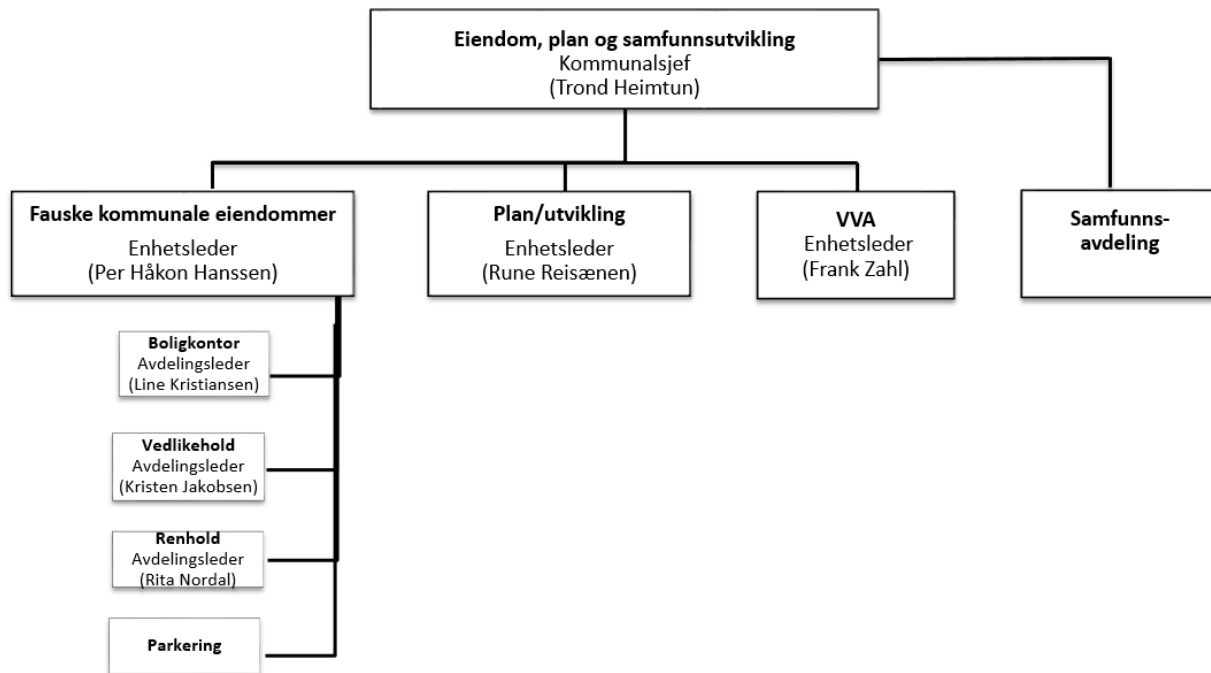 Eiendom, plan og samfunnsutvikling
Kommunalsjef
(Trond Heimtun)
Fauske kommunale eiendommer
Enhetsleder
(Per Håkon Hanssen)
Plan/utvikling
Enhetsleder
(Rune Reisænen)
VVA
Enhetsleder
(Frank Zahl)
Samfunns-
avdeling
Boligkontor
Avdelingsleder
(Line Kristiansen)
Vedlikehold
Avdelingsleder
(Kristen Jakobsen)
Renhold
Avdelingsleder
(Rita Nordal)
Parkering